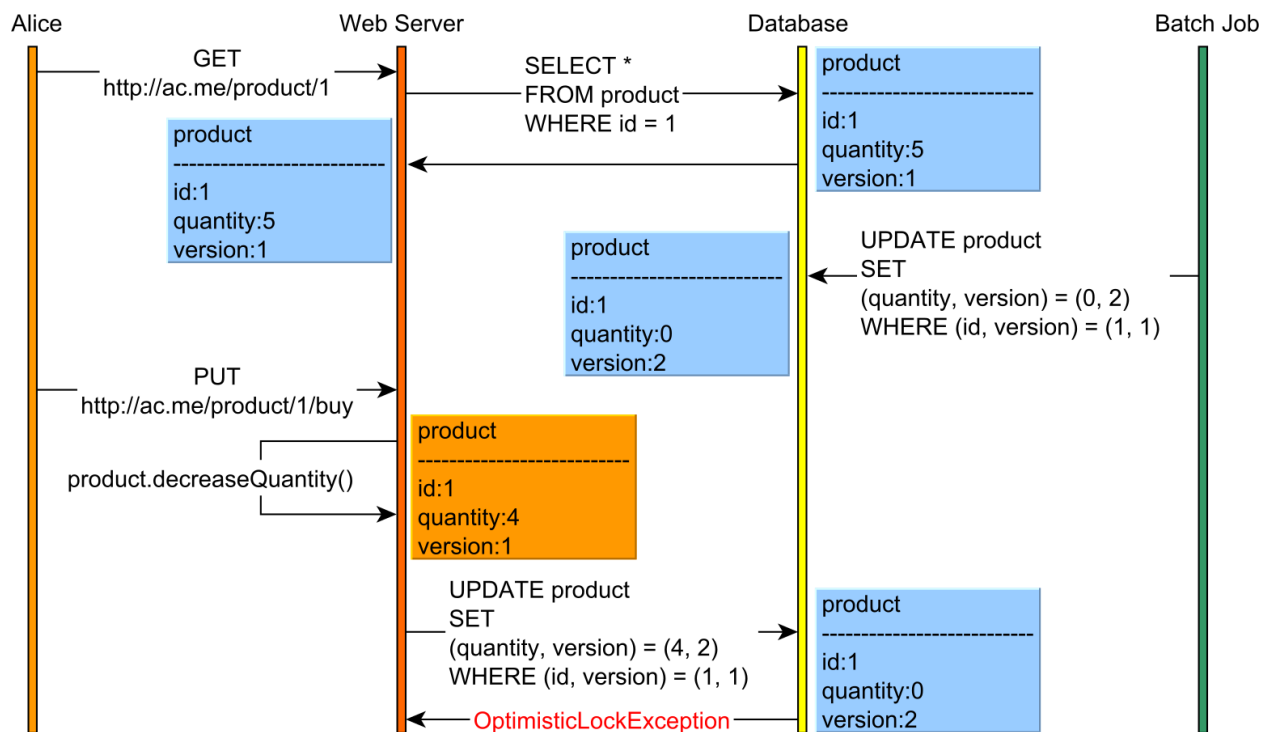 Alice
Web Server
Database
Batch Job
GET
http://ac.me/product/1
SELECT *
FROM product
WHERE id = 1
product
---------------------------
id:1
quantity:5
version:1
product
---------------------------
id:1
quantity:5
version:1
UPDATE product
SET
(quantity, version) = (0, 2)
WHERE (id, version) = (1, 1)
product
---------------------------
id:1
quantity:0
version:2
PUT
http://ac.me/product/1/buy
product.decreaseQuantity()
product
---------------------------
id:1
quantity:4
version:1
UPDATE product
SET
(quantity, version) = (4, 2)
WHERE (id, version) = (1, 1)
product
---------------------------
id:1
quantity:0
version:2
OptimisticLockException